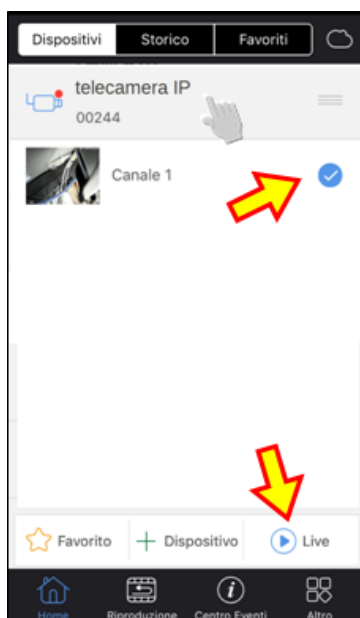 Dispositivi Storico Favoriti
telecamera IP
00244
Canale 1
Favorito + Dispositivo Live
Home Riproduzione Centro Eventi Altro